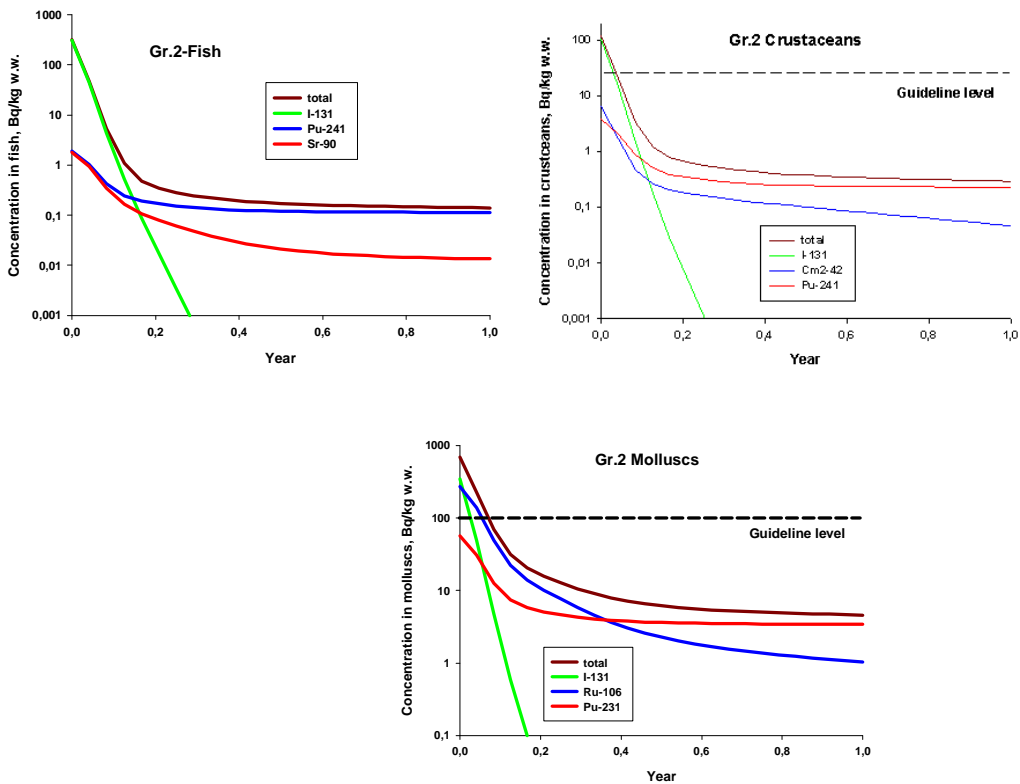 Gr.2-Fish
Concentration in fish, Bq/kg w.w.
1000
100
10
1
0,1
0,01
0,001
total
I-131
Pu-241
Sr-90
0,0
0,2
0,4
0,6
0,8
1,0
Year
Gr.2 Crustaceans
Concentration in crustceans, Bq/kg w.w.
100
10
1
0,1
0,01
0,001
Guideline level
total
I-131
Cm2-42
Pu-241
0,0
0,2
0,4
0,6
0,8
1,0
Year
Gr.2 Molluscs
Concentration in molluscs, Bq/kg w.w.
1000
100
10
1
0,1
Guideline level
total
I-131
Ru-106
Pu-231
0,0
0,2
0,4
0,6
0,8
1,0
Year